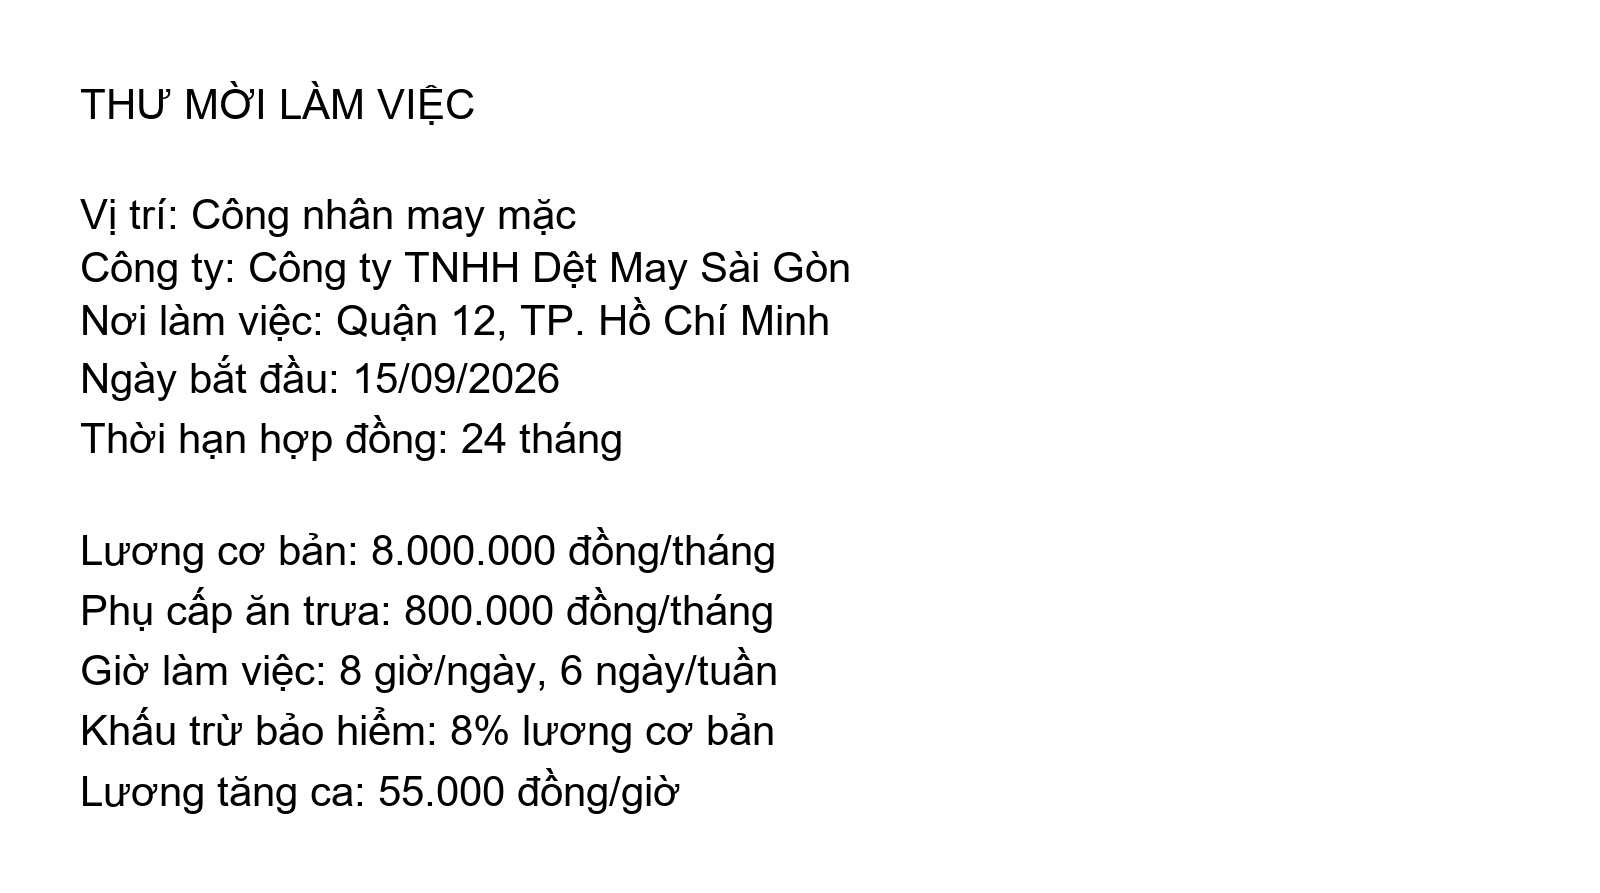 THƯ MỜI LÀM VIỆC
Vị trí: Công nhân may mặc
Công ty: Công ty TNHH Dệt May Sài Gòn
Nơi làm việc: Quận 12, TP. Hồ Chí Minh
Ngày bắt đầu: 15/09/2026
Thời hạn hợp đồng: 24 tháng
Lương cơ bản: 8.000.000 đồng/tháng
Phụ cấp ăn trưa: 800.000 đồng/tháng
Giờ làm việc: 8 giờ/ngày, 6 ngày/tuần
Khấu trừ bảo hiểm: 8% lương cơ bản
Lương tăng ca: 55.000 đồng/giờ